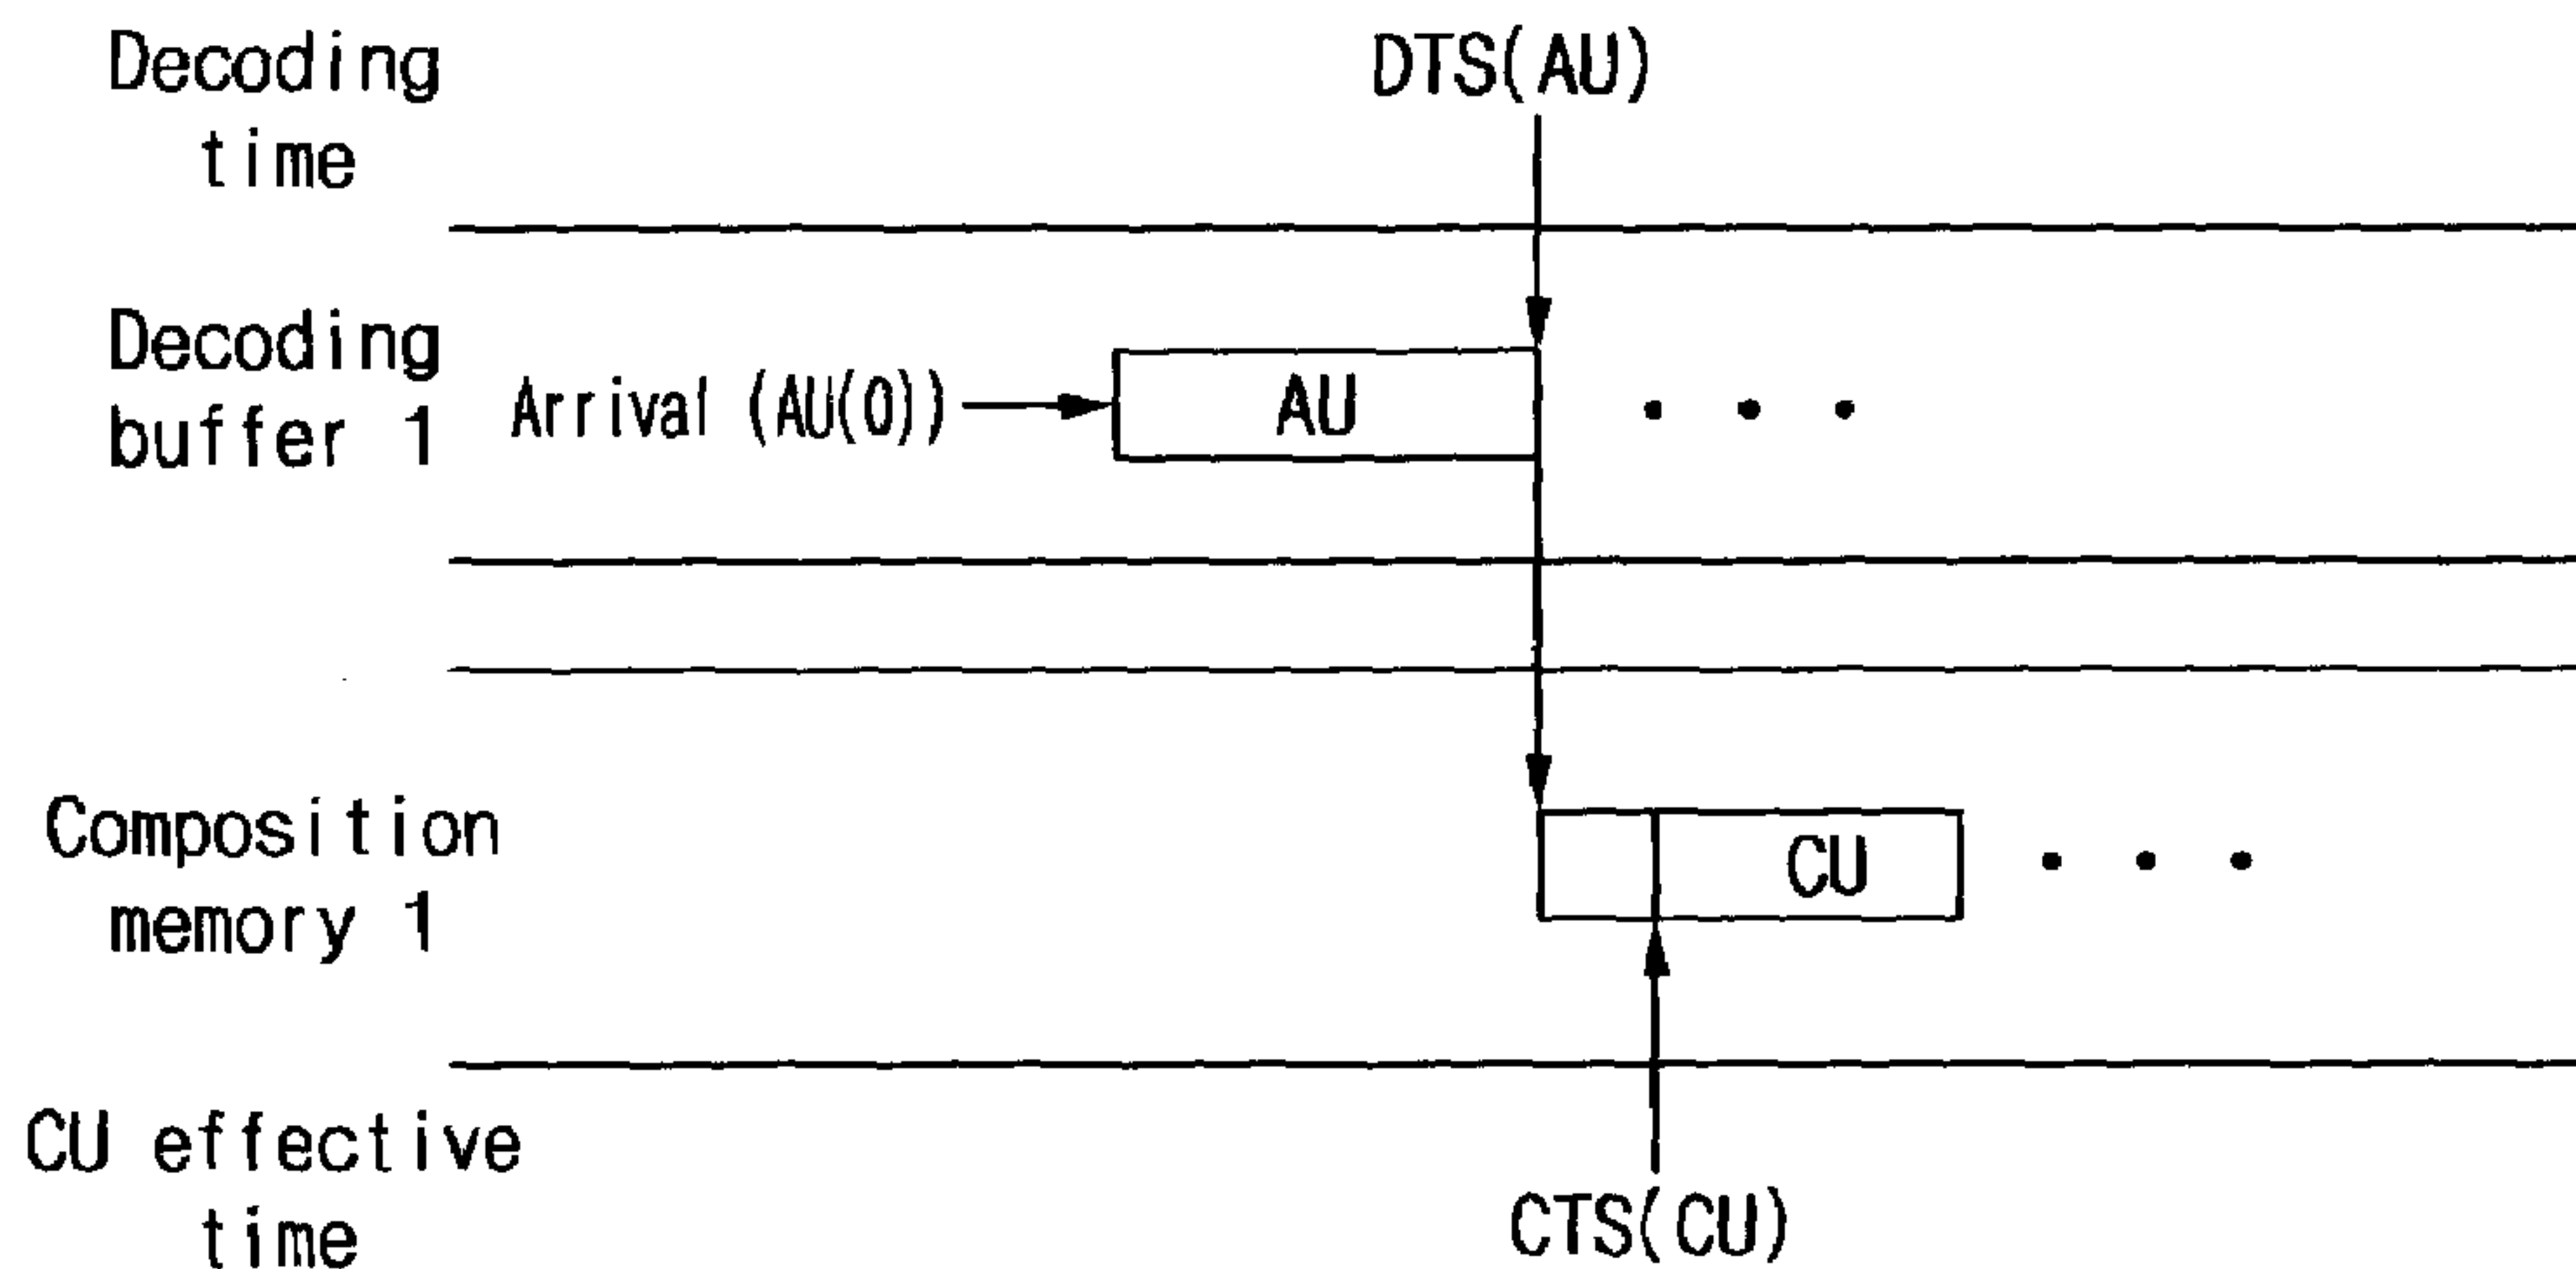 Decoding
time
DTS(AU)
Decoding
buffer 1
Arrival (AU(0))
AU
• • •
Composition
memory 1
CU
• • •
CU effective
time
CTS(CU)